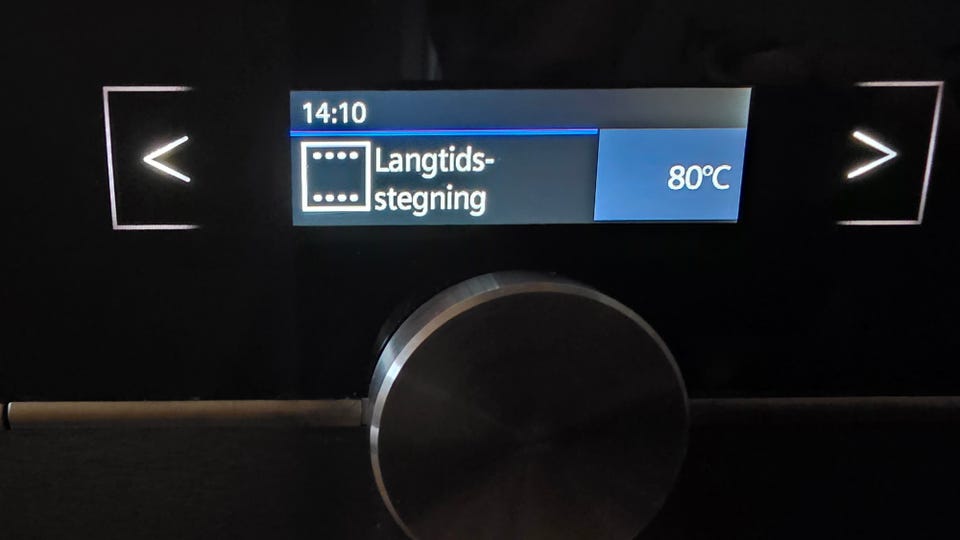 14:10
Langtids-
stegning
80°C